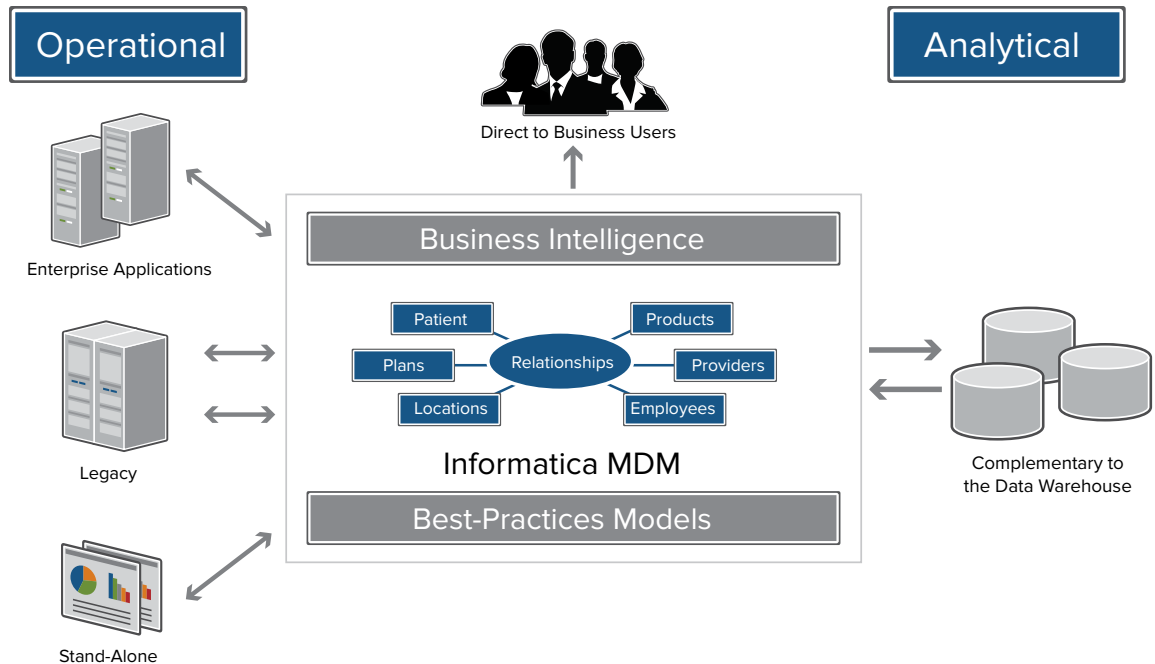 Operational
Analytical
Direct to Business Users
Enterprise Applications
Business Intelligence
Patient
Products
Plans
Relationships
Providers
Locations
Employees
Legacy
Informatica MDM
Complementary to
the Data Warehouse
Best-Practices Models
Stand-Alone